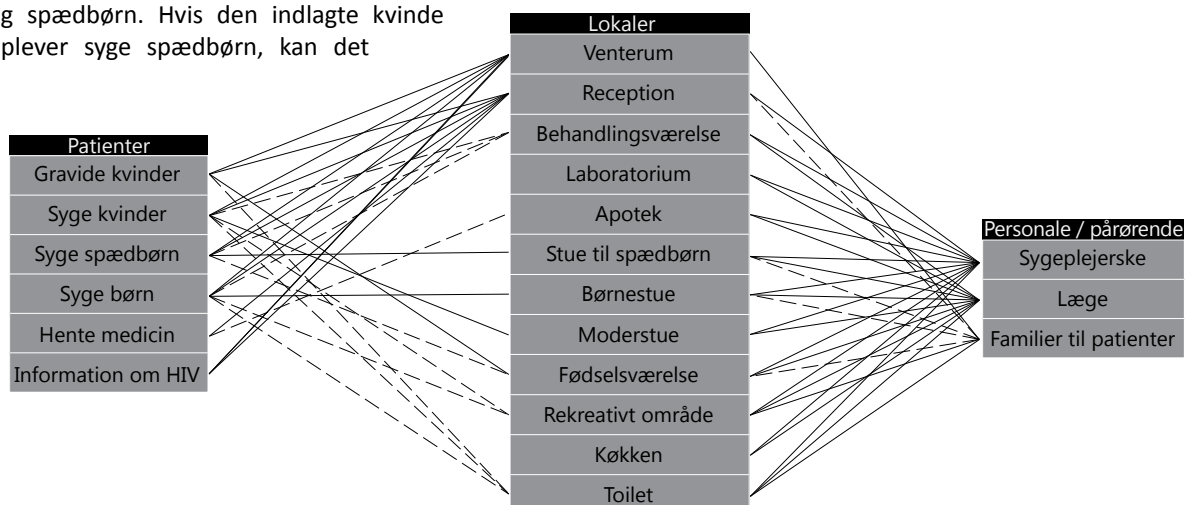 g spædbørn. Hvis den indlagte kvinde
plever syge spædbørn, kan det
Patienter
Gravide kvinder
Syge kvinder
Syge spædbørn
Syge børn
Hente medicin
Information om HIV
Lokaler
Venterum
Reception
Behandlingsværelse
Laboratorium
Apotek
Stue til spædbørn
Børnestue
Moderstue
Fødselsværelse
Rekreativt område
Køkken
Toilet
Personale / pårørende
Sygeplejerske
Læge
Familier til patienter